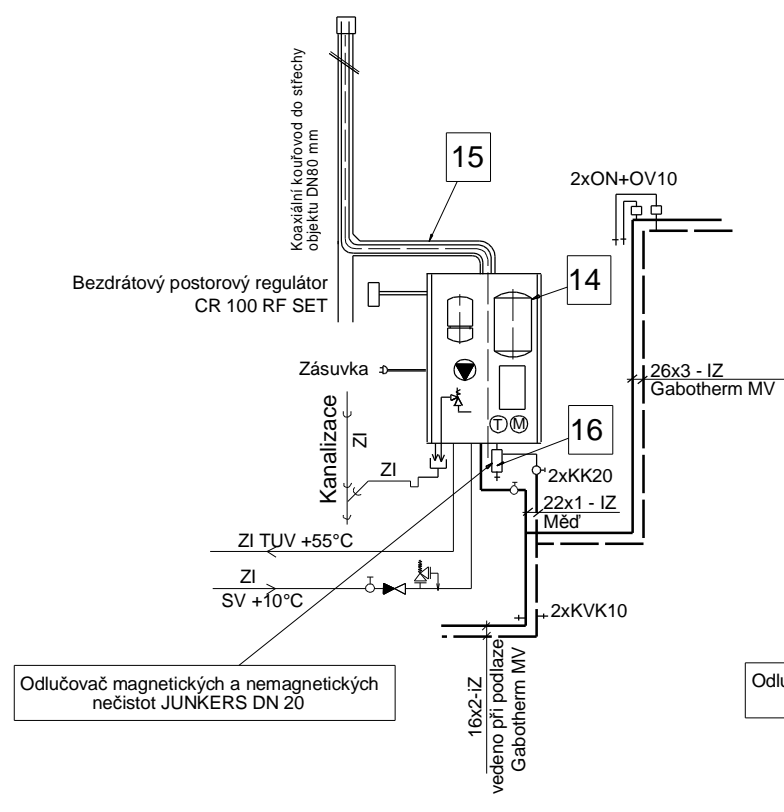 Koaxiální kouřovod do střechy
objektu DN80 mm
15
2xON+OV10
Bezdrátový postorový regulátor
CR 100 RF SET
14
Zásuvka
26x3 - IZ
Gabotherm MV
Kanalizace
ZI
T
M
16
ZI
2xKK20
22x1 - IZ
Měď
ZI TUV +55°C
ZI
SV +10°C
2xKVK10
Odlučovač magnetických a nemagnetických
nečistot JUNKERS DN 20
16x2-iZ
vedeno při podlaze
Gabotherm MV
Odlu